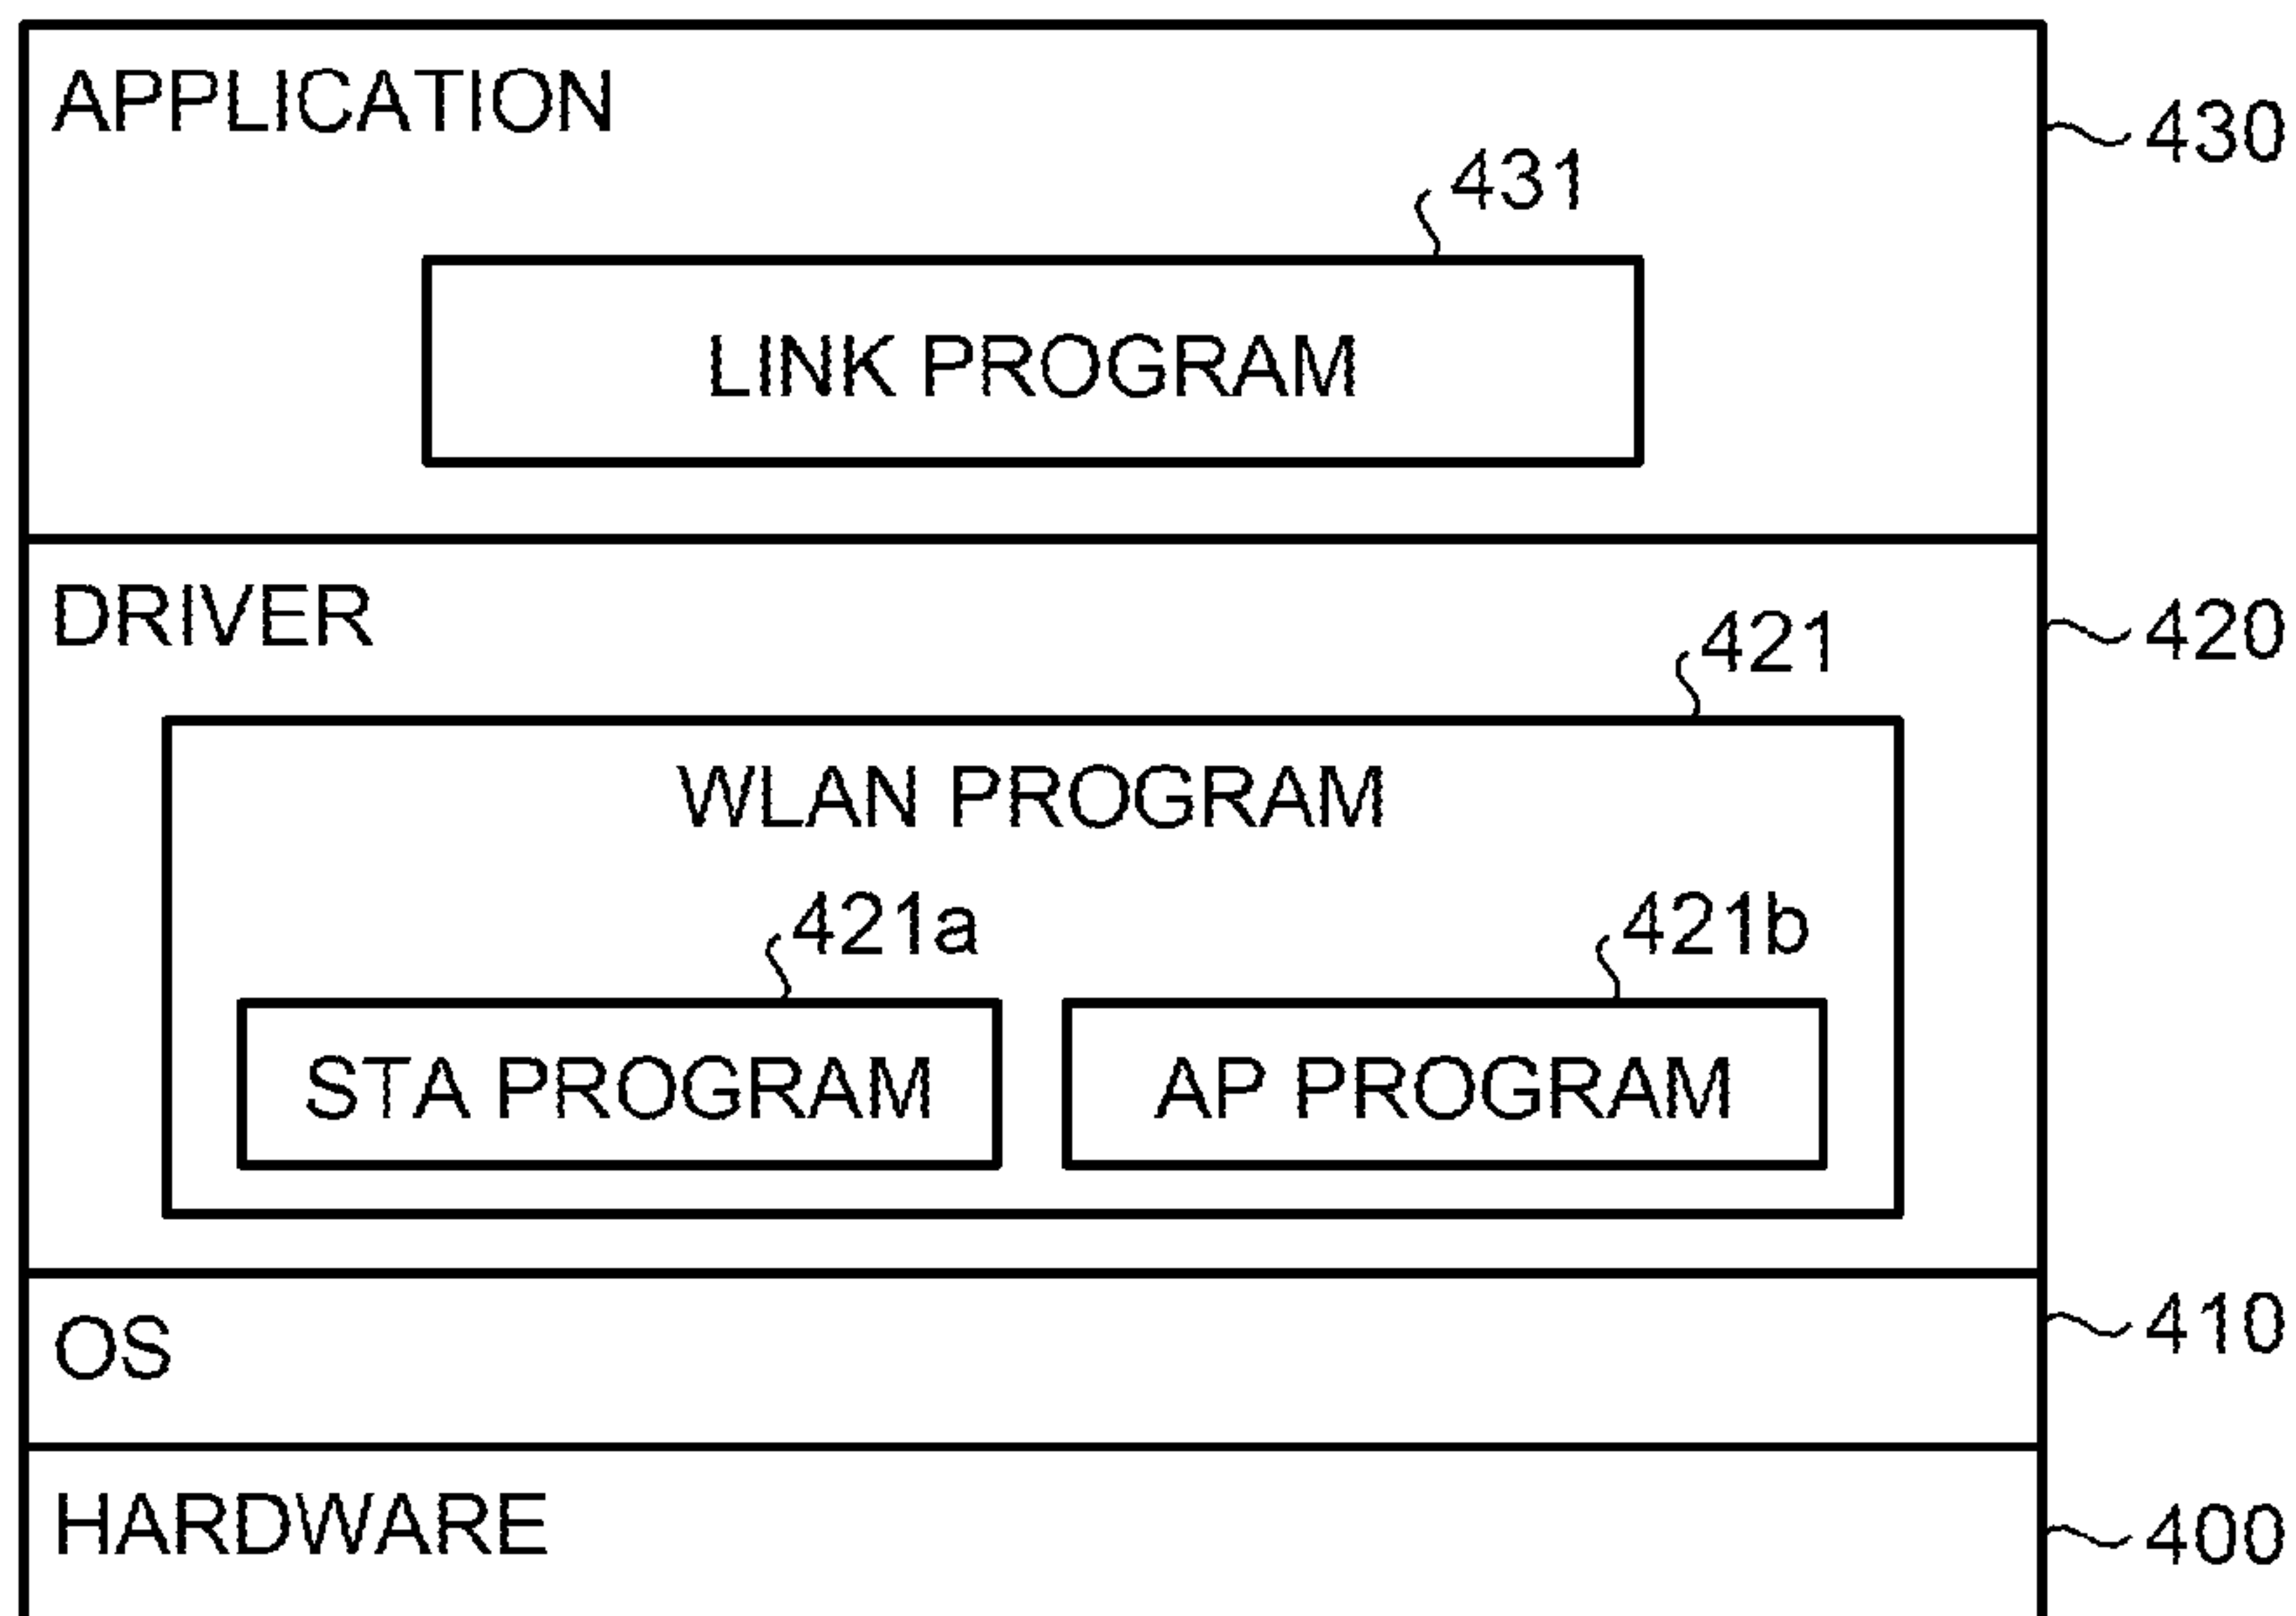 APPLICATION
430
431
LINK PROGRAM
DRIVER
420
421
WLAN PROGRAM
421a
421b
STA PROGRAM
AP PROGRAM
OS
410
HARDWARE
400